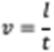 v = l/t